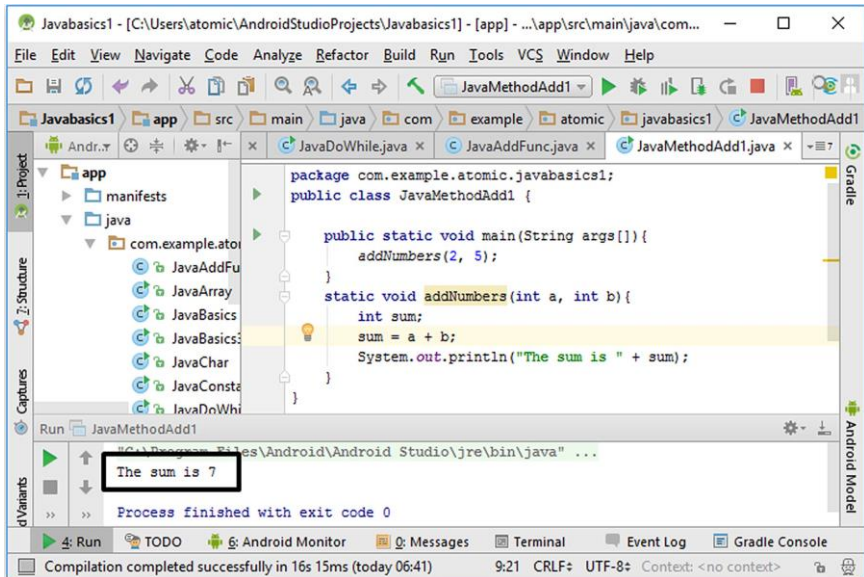 Javabasics1 - [C:\Users\atomic\AndroidStudioProjects\Javabasics1] - [app] - ...\app\src\main\java\com...
File Edit View Navigate Code Analyze Refactor Build Run Tools VCS Window Help
JavaMethodAdd1
Javabasics1 app src main java com example atomic javabasics1 JavaMethodAdd1
Andr.. JavaDoWhile.java × JavaAddFunc.java × JavaMethodAdd1.java × 7
1: Project
7: Structure
Captures
d Variants
app
manifests
java
com.example.ator
JavaAddFu
JavaArray
JavaBasics
JavaBasics3
JavaChar
JavaConsta
JavaDoWhi
package com.example.atomic.javabasics1;
public class JavaMethodAdd1 {
public static void main(String args[]){
addNumbers(2, 5);
}
static void addNumbers(int a, int b){
int sum;
sum = a + b;
System.out.println("The sum is " + sum);
}
}
Gradle
Android Model
Run JavaMethodAdd1
"C:\Program Files\Android\Android Studio\jre\bin\java" ...
The sum is 7
Process finished with exit code 0
4: Run TODO 6: Android Monitor 0: Messages Terminal Event Log Gradle Console
Compilation completed successfully in 16s 15ms (today 06:41) 9:21 CRLF UTF-8 Context: <no context>